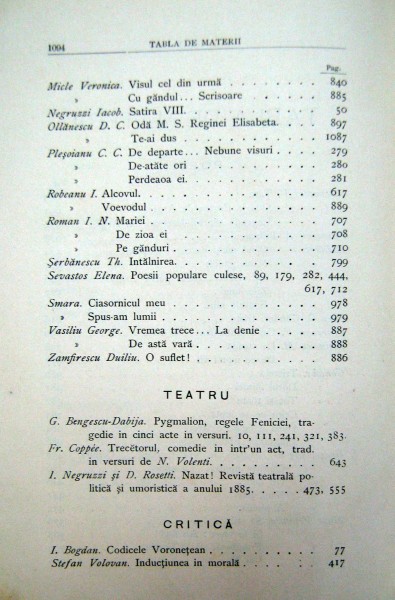 1094 TABLA DE MATERII
Pag.
Micle Veronica. Visul cel din urmă . . . . . . . . 840
» Cu gândul... Scrisoare . . . . . . 885
Negruzzi Iacob. Satira VIII. . . . . . . . . . 50
Ollănescu D. C. Odă M. S. Reginei Elisabeta. . . . . 897
» Te-ai dus . . . . . . . . . . 1087
Pleșoianu C. C. De departe... Nebune visuri . . . . 279
» De-atâte ori . . . . . . . . 280
» Perdeaoa ei. . . . . . . . . 281
Robeanu I. Alcovul. . . . . . . . . . . . 617
» Voevodul . . . . . . . . . . . 889
Roman I. N. Mariei . . . . . . . . . . . 707
» De zioa ei . . . . . . . . . . 708
» Pe gânduri . . . . . . . . . . 710
Șerbănescu Th. Intâlnirea. . . . . . . . . . 799
Sevastos Elena. Poesii populare culese, 89, 179, 282, 444,
617, 712
Smara. Ciasornicul meu . . . . . . . . . . 978
» Spus-am lumii . . . . . . . . . . 979
Vasiliu George. Vremea trece... La denie . . . . . 887
» De astă vară . . . . . . . . . 888
Zamfirescu Duiliu. O suflet! . . . . . . . . . 886
TEATRU
G. Bengescu-Dabija. Pygmalion, regele Feniciei, tra-
gedie in cinci acte in versuri. 10, 111, 241, 321, 383.
Fr. Coppée. Trecĕtorul, comedie in intr'un act, trad.
in versuri de N. Volenti. . . . . . . . . . 643
I. Negruzzi și D. Rosetti. Nazat! Revistă teatrală po-
litică și umoristică a anului 1885. . . . . 473, 555
CRITICĂ
I. Bogdan. Codicele Voronețean . . . . . . . . . 77
Stefan Volovan. Inducțiunea in morală. . . . . . . 417